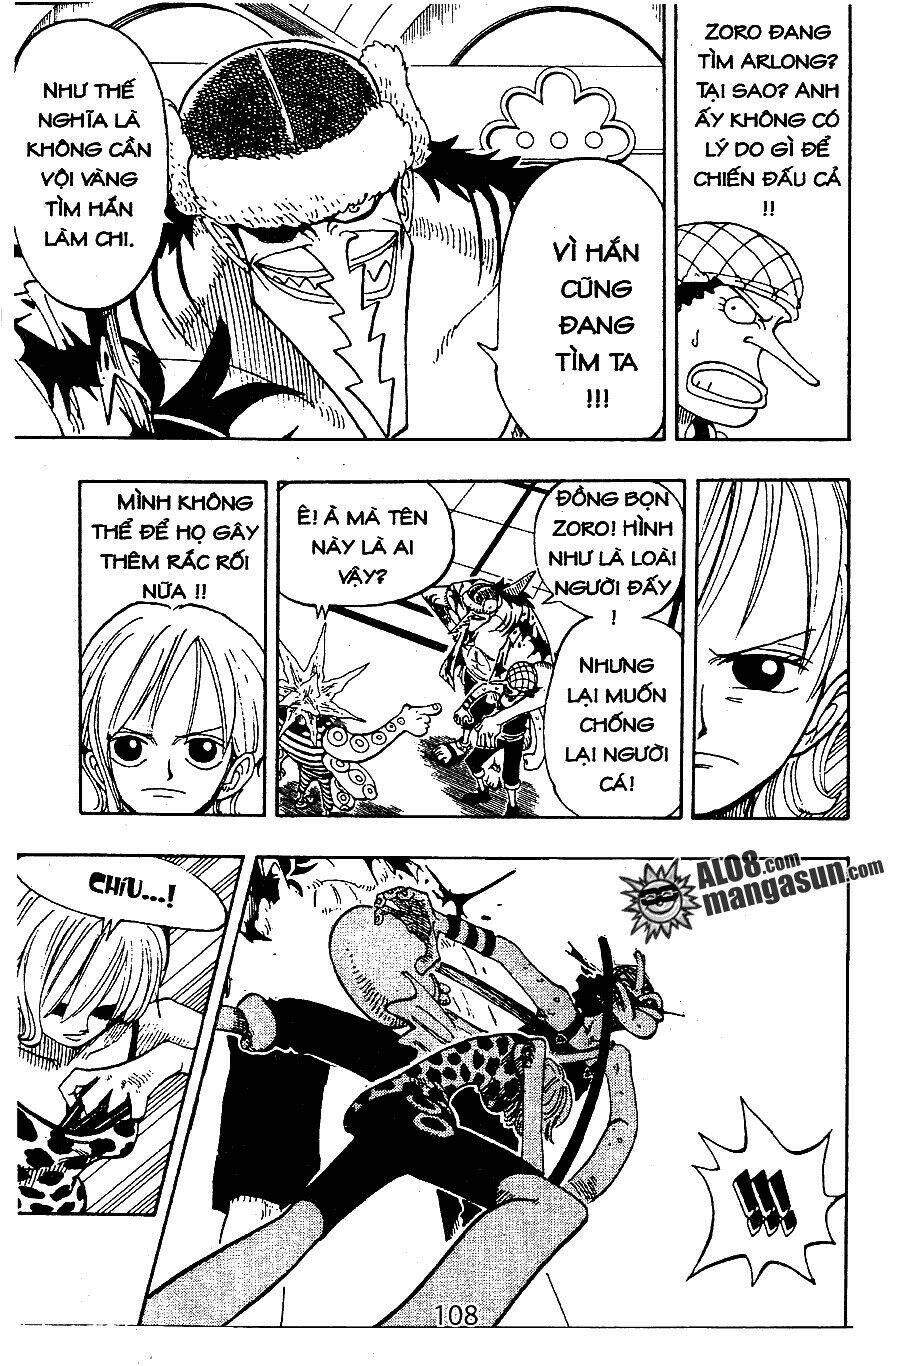 ZORO ĐANG
TÌM ARLONG?
TẠI SAO? ANH
ẤY KHÔNG CÓ
LÝ DO GÌ ĐỂ
CHIẾN ĐẤU CẢ
!!
VÌ HẮN
CŨNG
ĐANG
TÌM TA
!!!
NHƯ THẾ
NGHĨA LÀ
KHÔNG CẦN
VỘI VÀNG
TÌM HẮN
LÀM CHI.
ĐỒNG BỌN
ZORO! HÌNH
NHƯ LÀ LOÀI
NGƯỜI ĐẤY
!
NHƯNG
LẠI MUỐN
CHỐNG
LẠI NGƯỜI
CÁ!
Ê! À MÀ TÊN
NÀY LÀ AI
VẬY?
MÌNH KHÔNG
THỂ ĐỂ HỌ GÂY
THÊM RẮC RỐI
NỮA !!
AL08.com
mangasun.com
!!!
CHÍU...!
108